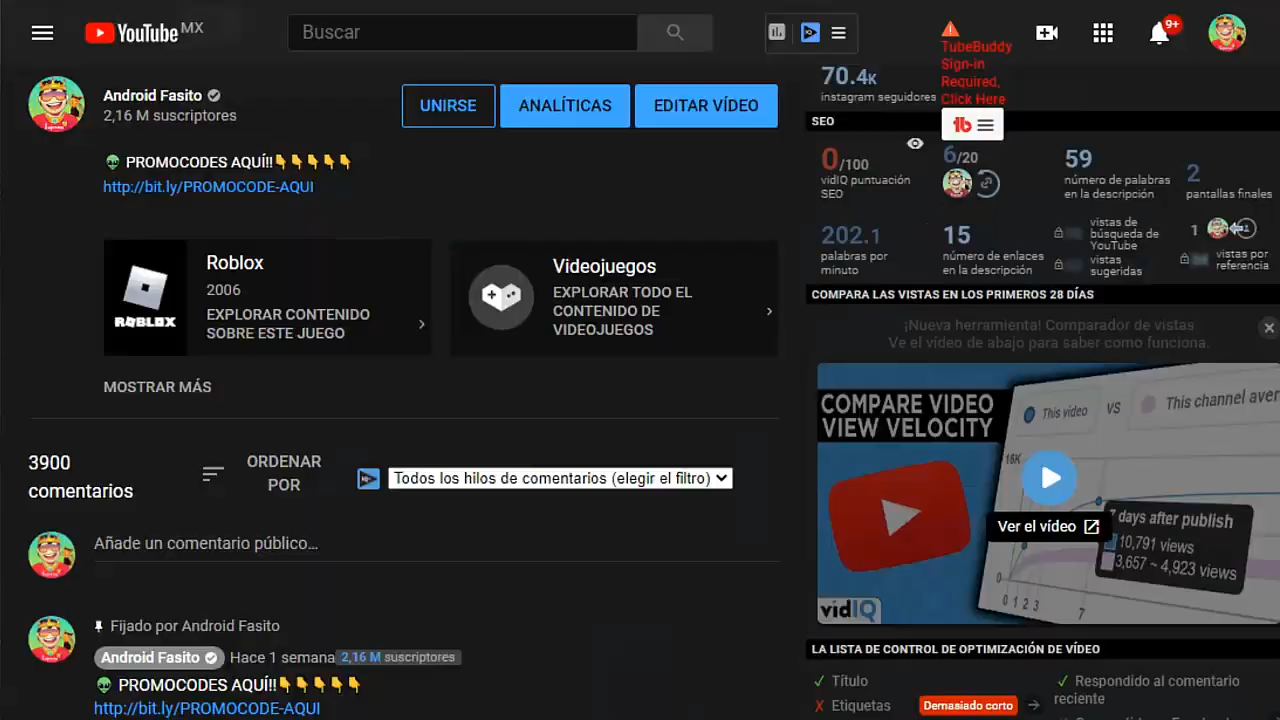 YouTube MX
Buscar
TubeBuddy
Sign-in
Required,
Click Here
9+
Android Fasito
2,16 M suscriptores
UNIRSE
ANALÍTICAS
EDITAR VÍDEO
👽 PROMOCODES AQUÍ!!👇👇👇👇👇
http://bit.ly/PROMOCODE-AQUI
ROBLOX
Roblox
2006
EXPLORAR CONTENIDO
SOBRE ESTE JUEGO
Videojuegos
EXPLORAR TODO EL
CONTENIDO DE
VIDEOJUEGOS
MOSTRAR MÁS
3900
comentarios
ORDENAR
POR
Todos los hilos de comentarios (elegir el filtro)
Añade un comentario público...
Fijado por Android Fasito
Android Fasito Hace 1 semana 2,16 M suscriptores
👽 PROMOCODES AQUÍ!!👇👇👇👇👇
http://bit.ly/PROMOCODE-AQUI
70.4K
instagram seguidores
SEO
0/100
vidIQ puntuación
SEO
6/20
59
número de palabras
en la descripción
2
pantallas finales
202.1
palabras por
minuto
15
número de enlaces
en la descripción
vistas de
búsqueda de
YouTube
vistas
sugeridas
1
vistas por
referencia
COMPARA LAS VISTAS EN LOS PRIMEROS 28 DÍAS
¡Nueva herramienta! Comparador de vistas
Ve el vídeo de abajo para saber como funciona.
COMPARE VIDEO
VIEW VELOCITY
This video
VS
This channel aver
18K
Ver el vídeo
7 days after publish
10,791 views
3,657 ~ 4,923 views
0
0 1 2 3 7
vidIQ
LA LISTA DE CONTROL DE OPTIMIZACIÓN DE VÍDEO
✓ Título
✗ Etiquetas
Demasiado corto
✓ Respondido al comentario
reciente